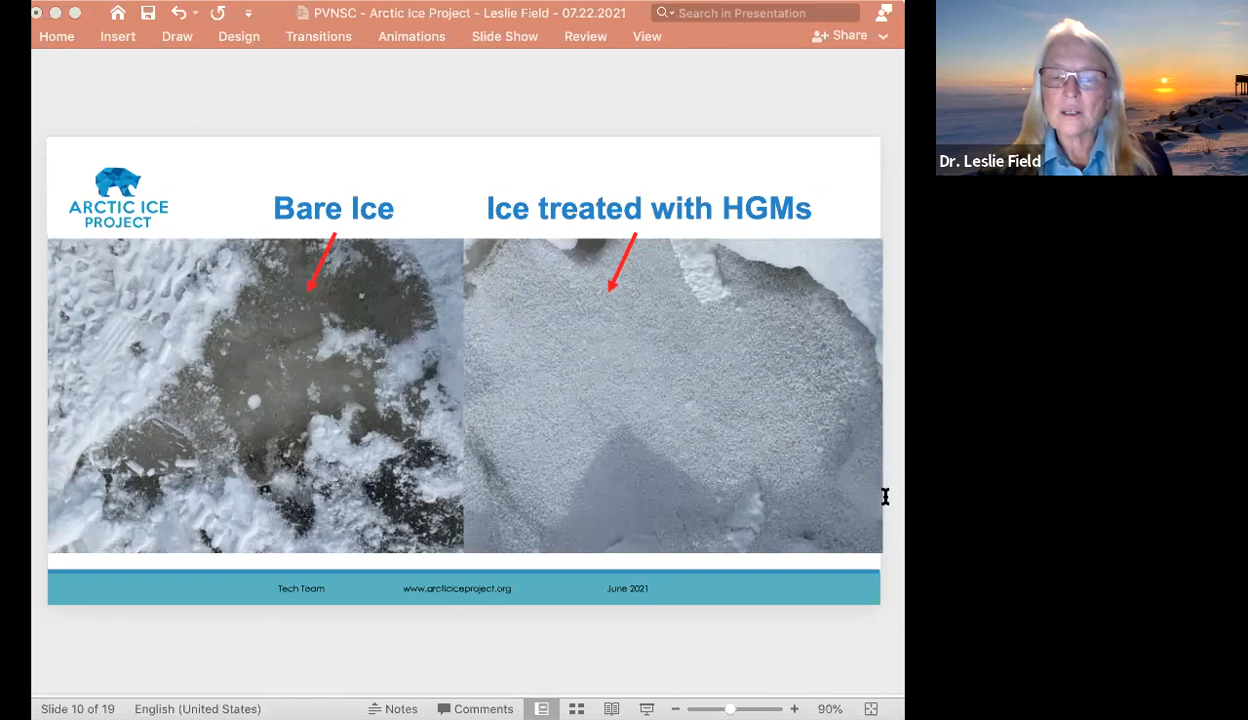 PVNSC - Arctic Ice Project - Leslie Field - 07.22.2021
Search in Presentation
Home Insert Draw Design Transitions Animations Slide Show Review View Share
Dr. Leslie Field
ARCTIC ICE
PROJECT
Bare Ice
Ice treated with HGMs
Tech Team www.arcticiceproject.org June 2021
Slide 10 of 19 English (United States) Notes Comments 90%